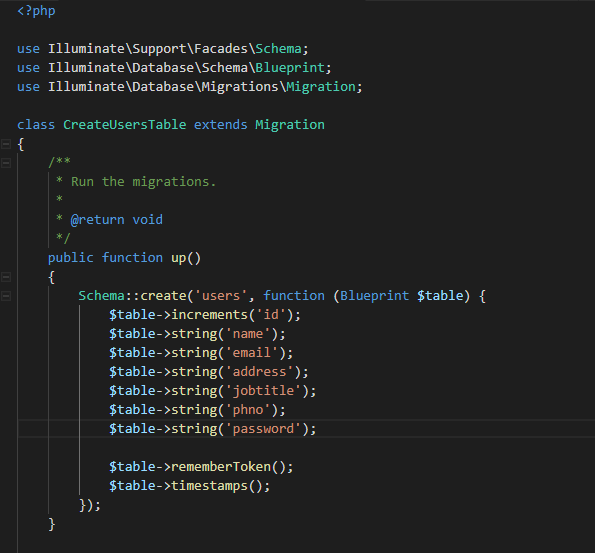 <?php
use Illuminate\Support\Facades\Schema;
use Illuminate\Database\Schema\Blueprint;
use Illuminate\Database\Migrations\Migration;
class CreateUsersTable extends Migration
{
/**
* Run the migrations.
*
* @return void
*/
public function up()
{
Schema::create('users', function (Blueprint $table) {
$table->increments('id');
$table->string('name');
$table->string('email');
$table->string('address');
$table->string('jobtitle');
$table->string('phno');
$table->string('password');
$table->rememberToken();
$table->timestamps();
});
}